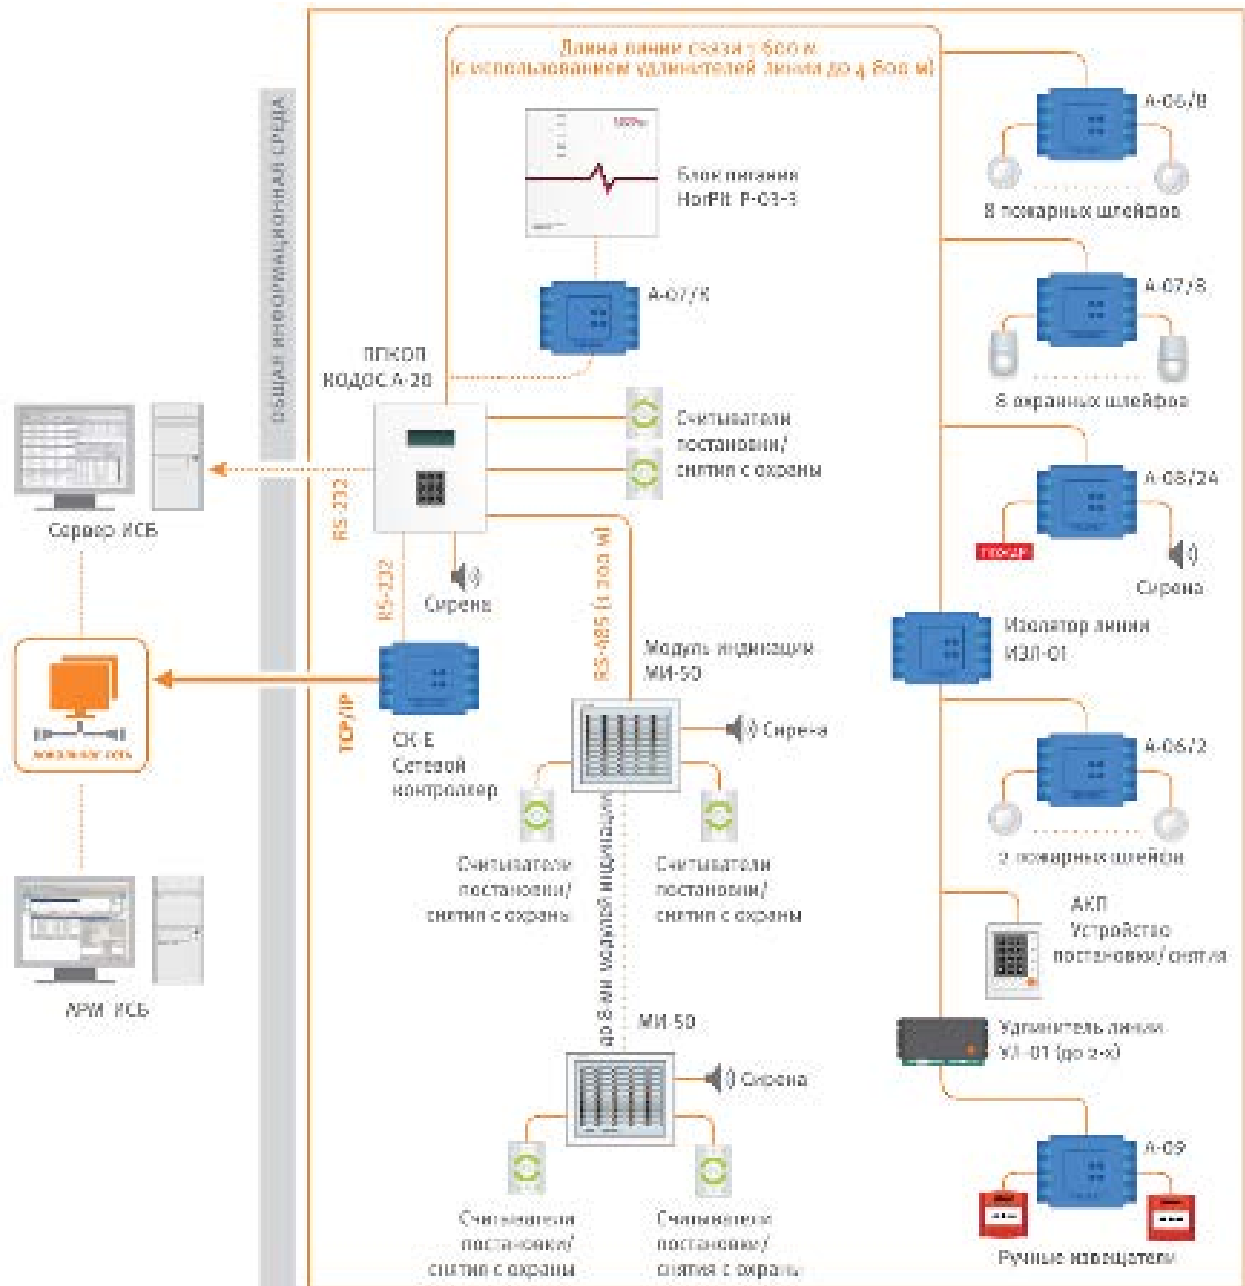 Длина линии связи 1 600 м
(с использованием удлинителей линии до 4 800 м)
ОБЩАЯ ИНФОРМАЦИОННАЯ СРЕДА
Блок питания
А-07/К
ППКОП
КОДОС А-20
Считыватели
постановки/
снятия с охраны
RS-232
RS-232
Сирена
RS-485 (1 200 м)
Сервер ИСБ
локальная сеть
TCP/IP
СК-Е
Сетевой
контроллер
АРМ ИСБ
Модуль индикации
МИ-50
Сирена
Считыватели
постановки/
снятия с охраны
Считыватели
постановки/
снятия с охраны
до 8-ми модулей индикации
МИ-50
Сирена
Считыватели
постановки/
снятия с охраны
Считыватели
постановки/
снятия с охраны
А-06/8
8 пожарных шлейфов
А-07/8
8 охранных шлейфов
А-08/24
ПОЖАР
Сирена
Изолятор линии
ИЗЛ-01
А-06/2
2 пожарных шлейфа
АКП
Устройство
постановки/снятия
Удлинитель линии
УЛ-01 (до 2-х)
А-09
Ручные извещатели